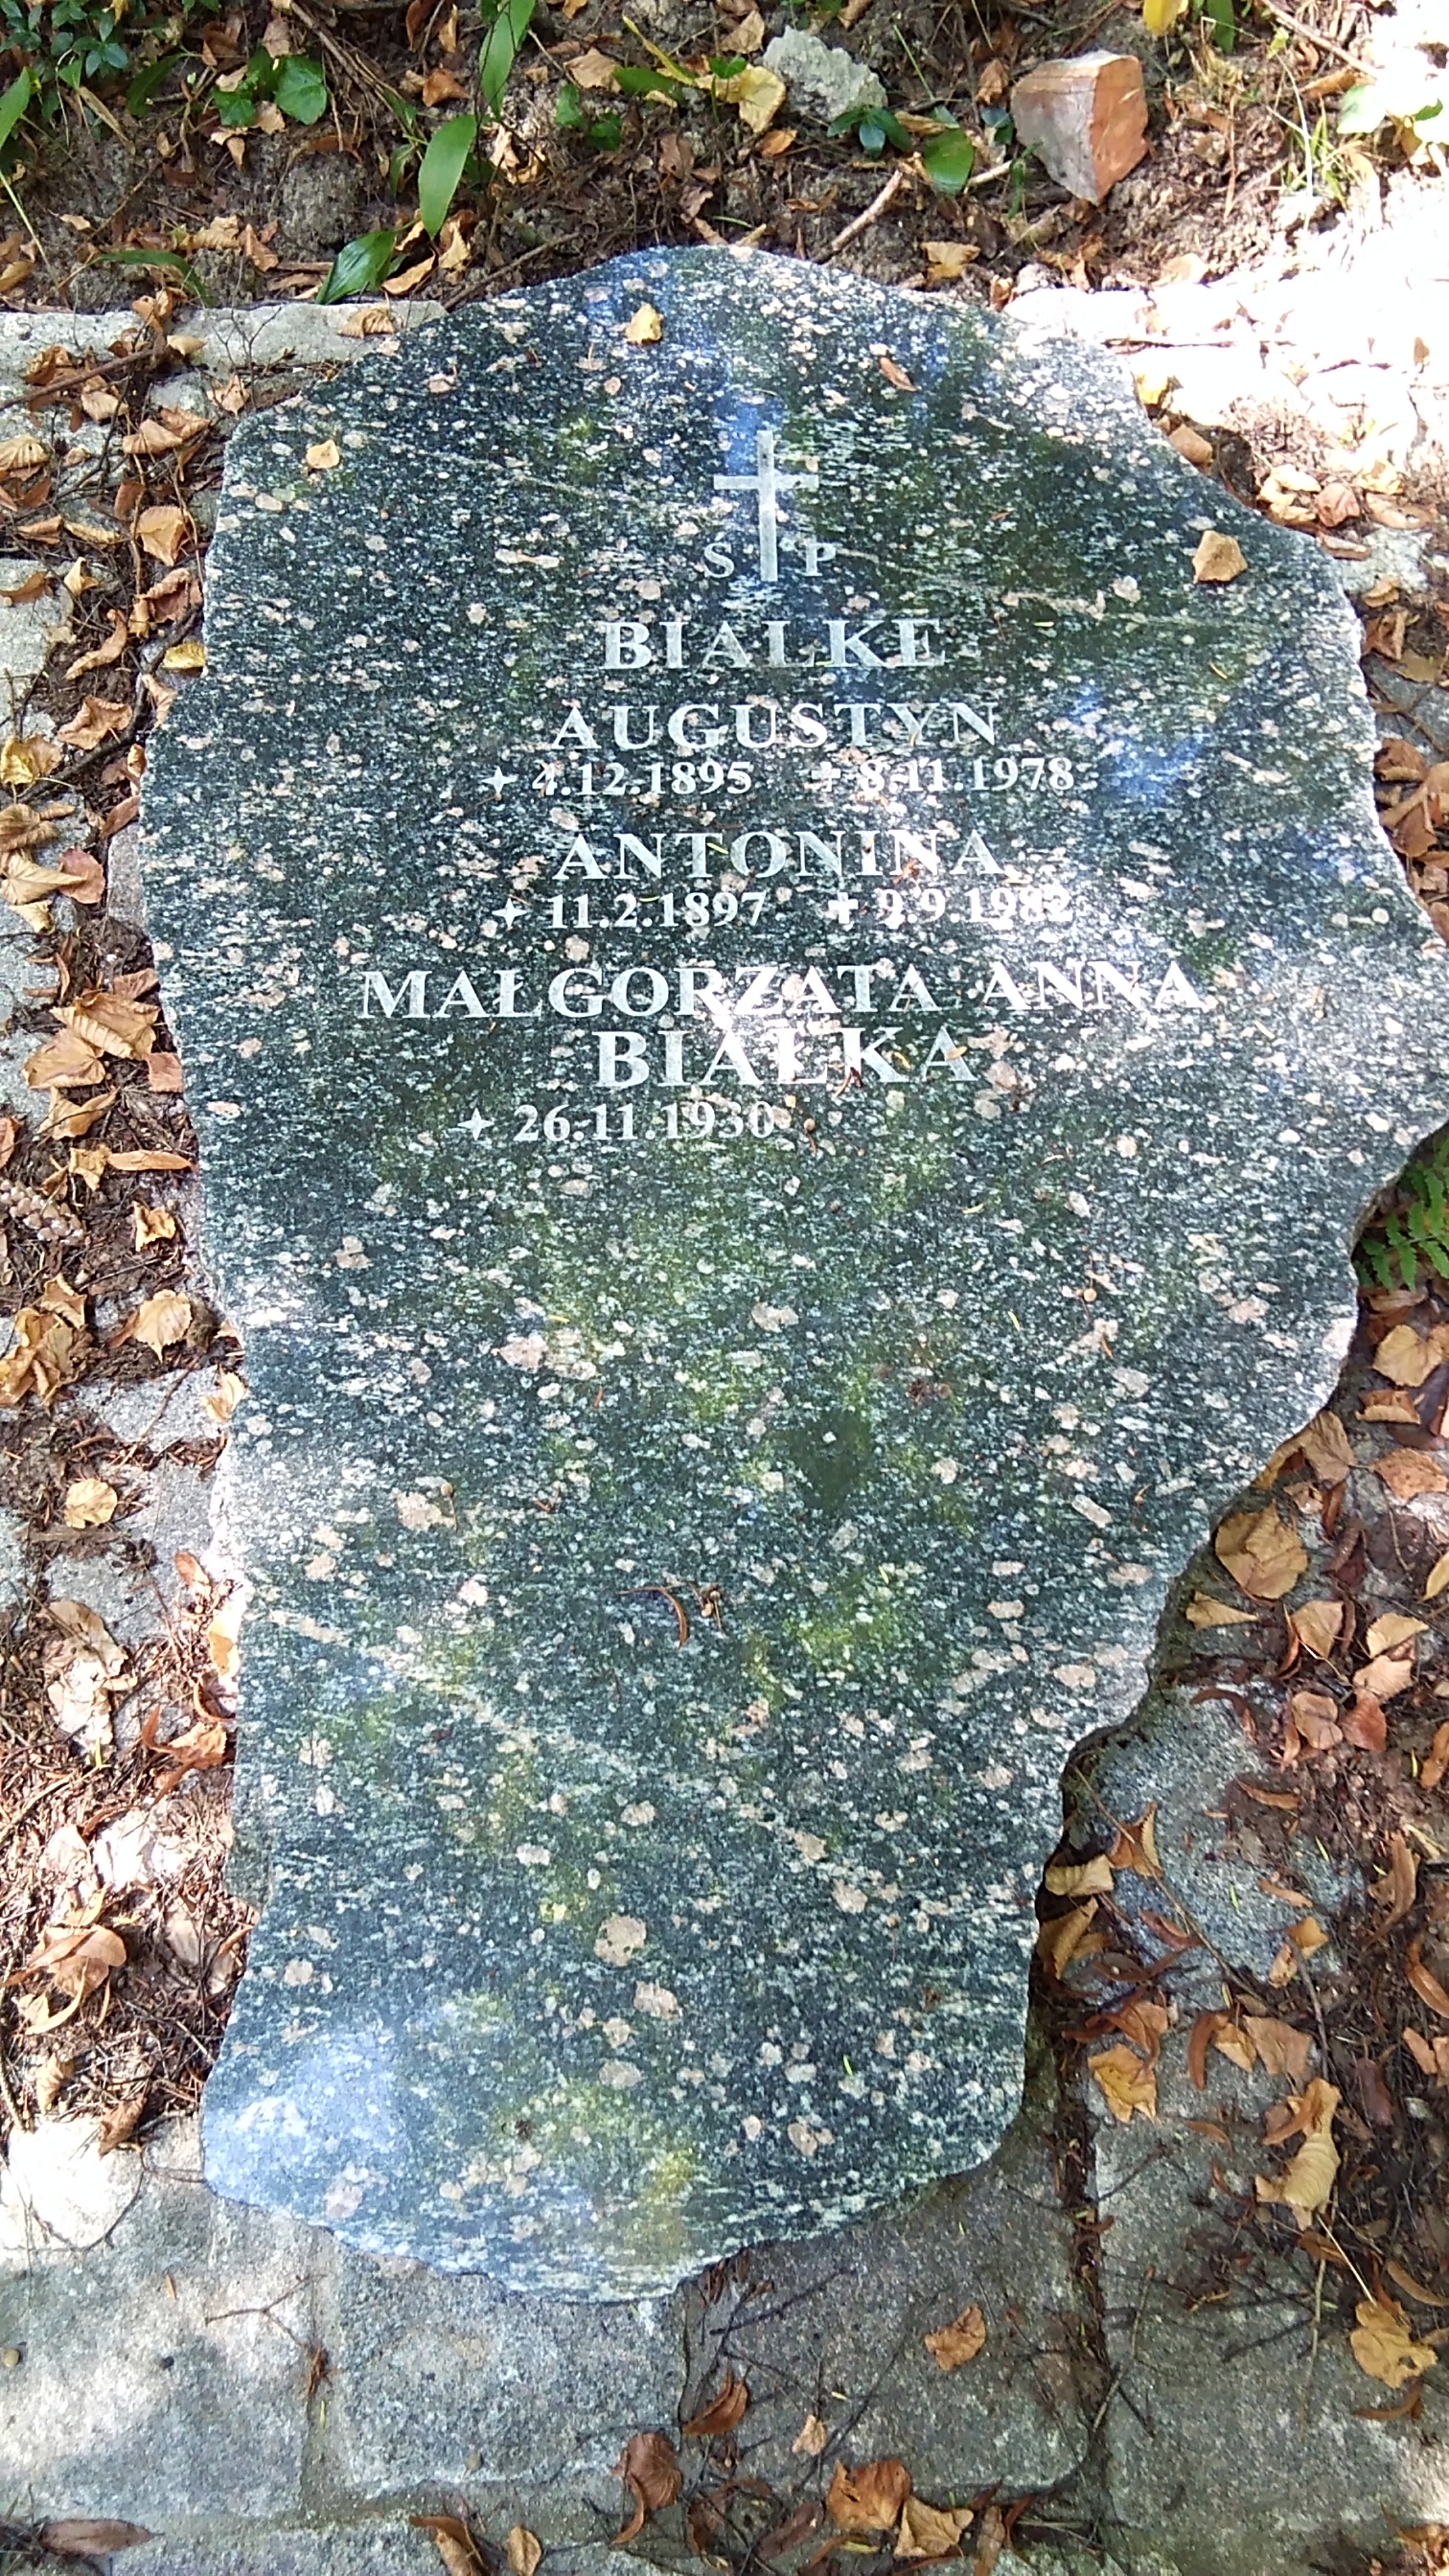 Ś P
BIALKE
AUGUSTYN
4.12.1895 8.11.1978
ANTONINA
11.2.1897 9.9.1982
MAŁGORZATA ANNA
BIAŁKA
26.11.1930